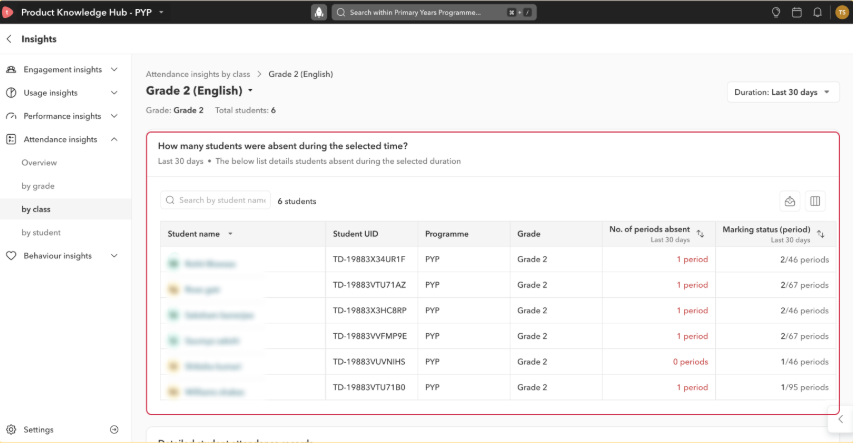 Product Knowledge Hub - PYP
Search within Primary Years Programme...
⌘ + /
TS
Insights
Engagement insights
Usage insights
Performance insights
Attendance insights
Overview
by grade
by class
by student
Behaviour insights
Settings
Attendance insights by class > Grade 2 (English)
Grade 2 (English)
Grade: Grade 2 Total students: 6
Duration: Last 30 days
How many students were absent during the selected time?
Last 30 days • The below list details students absent during the selected duration
Search by student name
6 students
Student name Student UID Programme Grade No. of periods absent Marking status (period)
Last 30 days Last 30 days
TD-19883X34UR1F PYP Grade 2 1 period 2/46 periods
TD-19883VTU71AZ PYP Grade 2 1 period 2/67 periods
TD-19883X3HC8RP PYP Grade 2 1 period 2/46 periods
TD-19883VVFMP9E PYP Grade 2 1 period 2/67 periods
TD-19883VUVNIHS PYP Grade 2 0 periods 1/46 periods
TD-19883VTU71B0 PYP Grade 2 1 period 1/95 periods